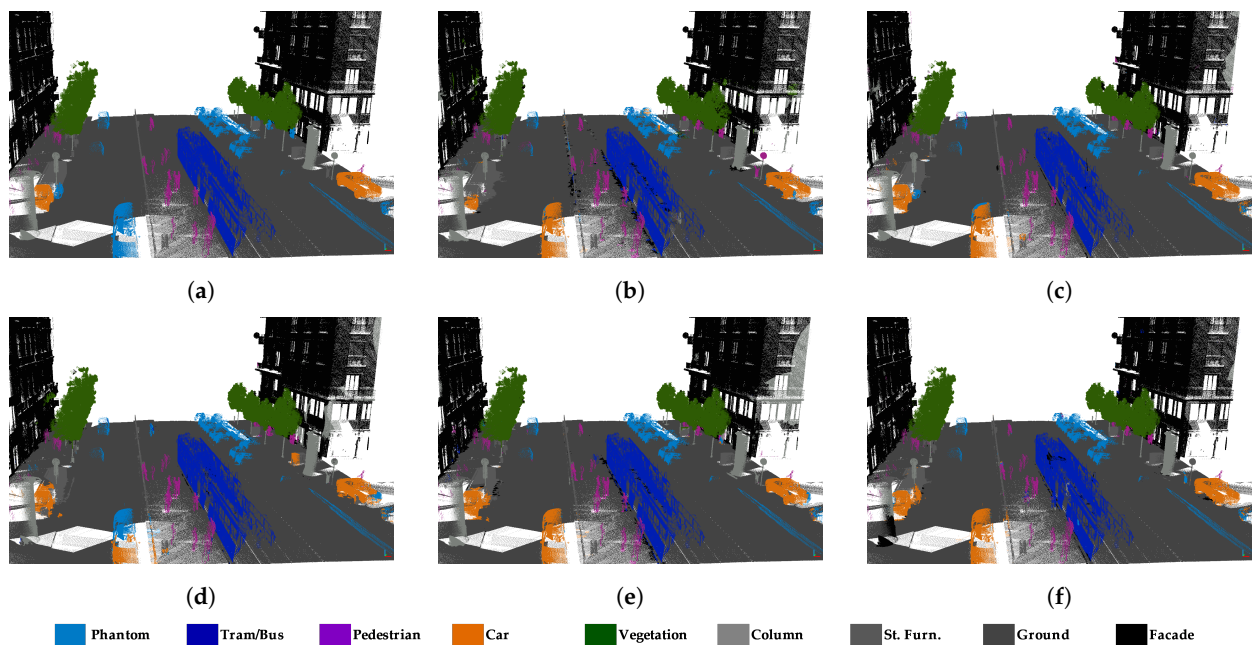 (a) (b) (c)
(d) (e) (f)
Phantom Tram/Bus Pedestrian Car Vegetation Column St. Furn. Ground Facade